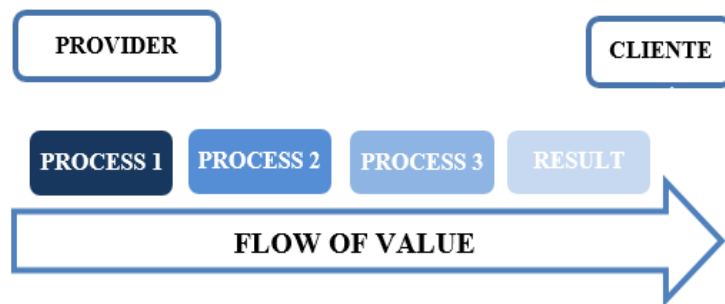 PROVIDER
CLIENTE
PROCESS 1
PROCESS 2
PROCESS 3
RESULT
FLOW OF VALUE